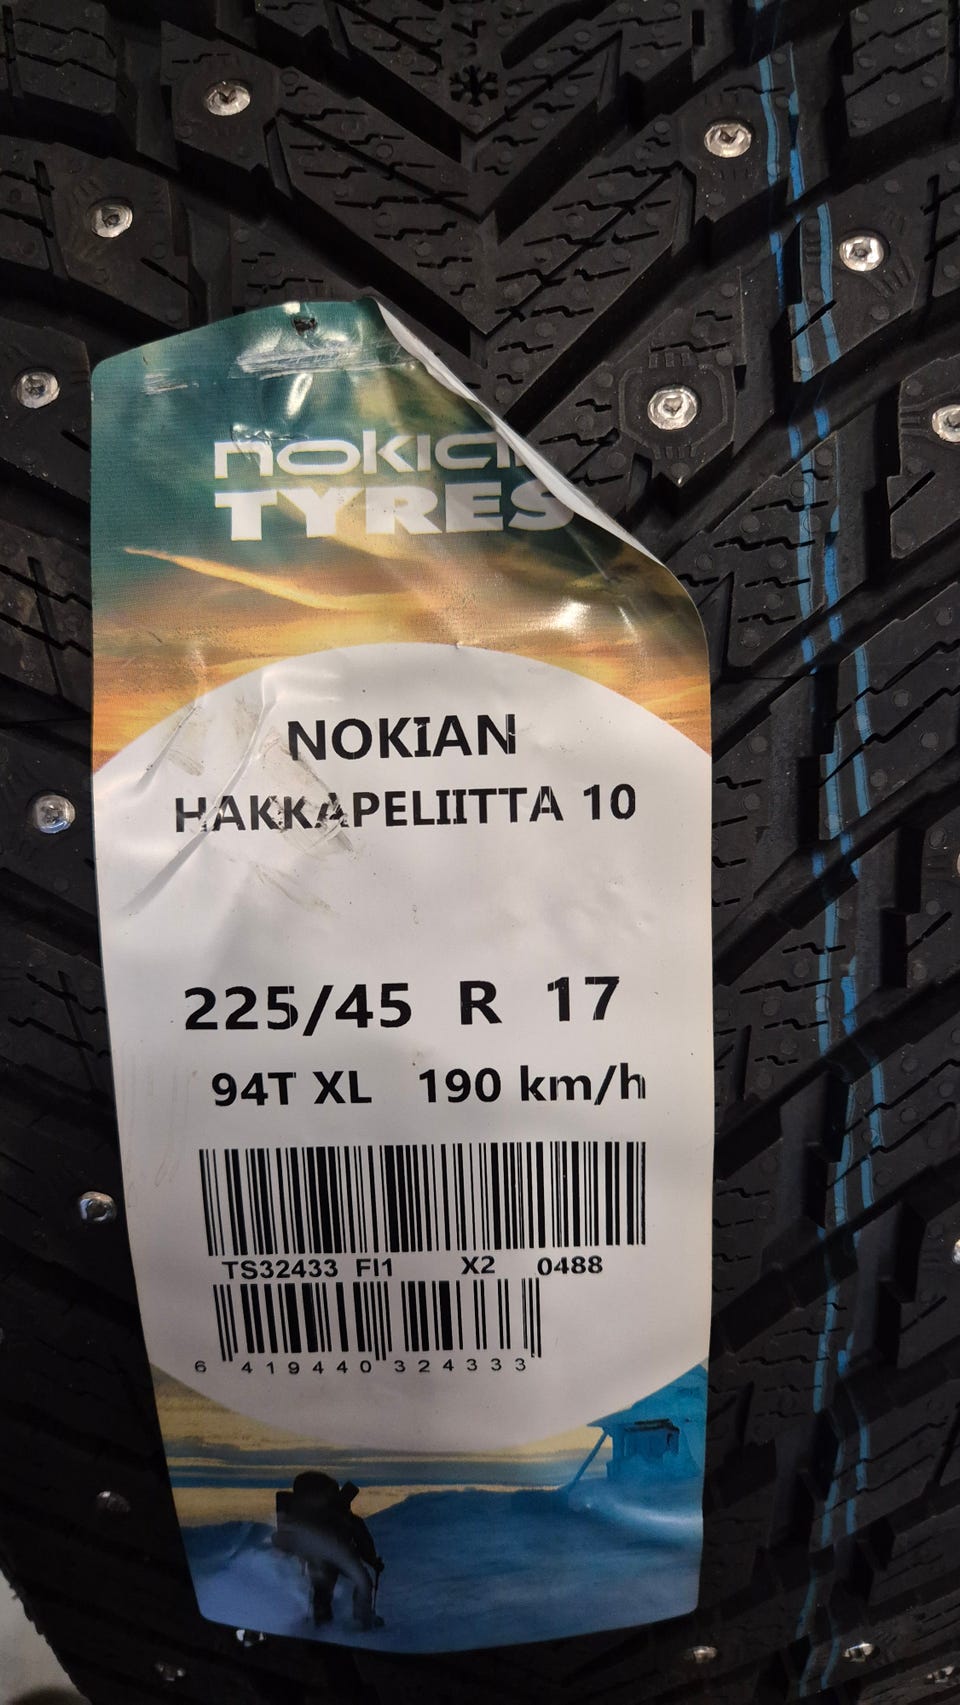 nokian
TYRES
NOKIAN
HAKKAPELIITTA 10
225/45 R 17
94T XL 190 km/h
TS32433 FI1 X2 0488
6 419440 324333